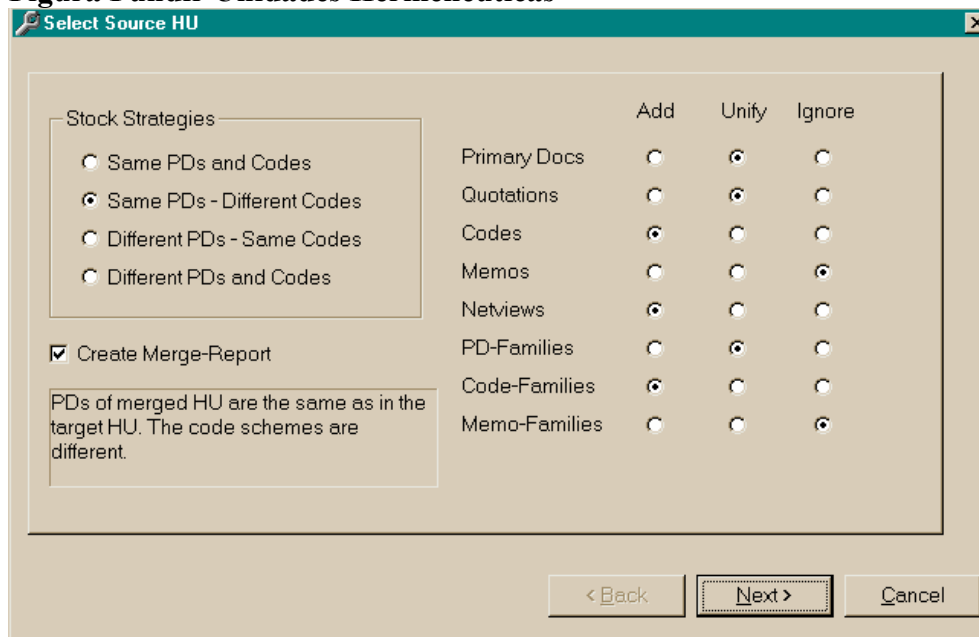 Figura Fundir Unidades Hermenéuticas
Select Source HU
Stock Strategies
Same PDs and Codes
Same PDs - Different Codes
Different PDs - Same Codes
Different PDs and Codes
Create Merge-Report
PDs of merged HU are the same as in the
target HU. The code schemes are
different.
Add Unify Ignore
Primary Docs
Quotations
Codes
Memos
Netviews
PD-Families
Code-Families
Memo-Families
< Back Next > Cancel